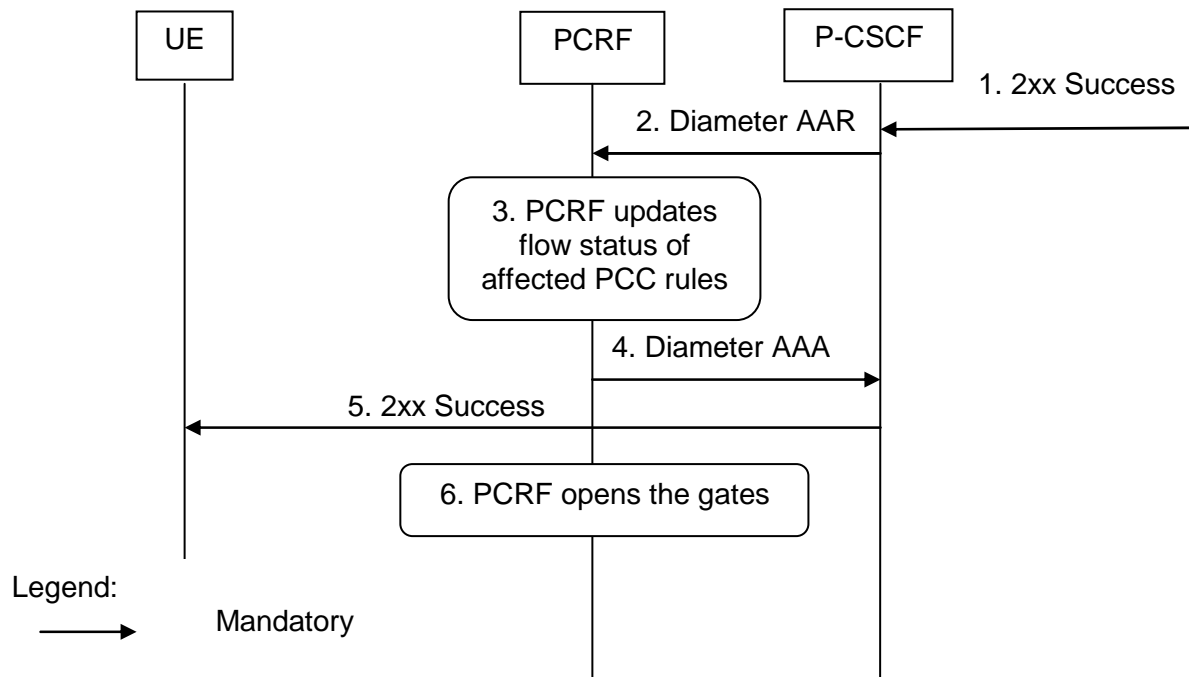 UE
PCRF
P-CSCF
1. 2xx Success
2. Diameter AAR
3. PCRF updates
flow status of
affected PCC rules
4. Diameter AAA
5. 2xx Success
6. PCRF opens the gates
Legend:
Mandatory